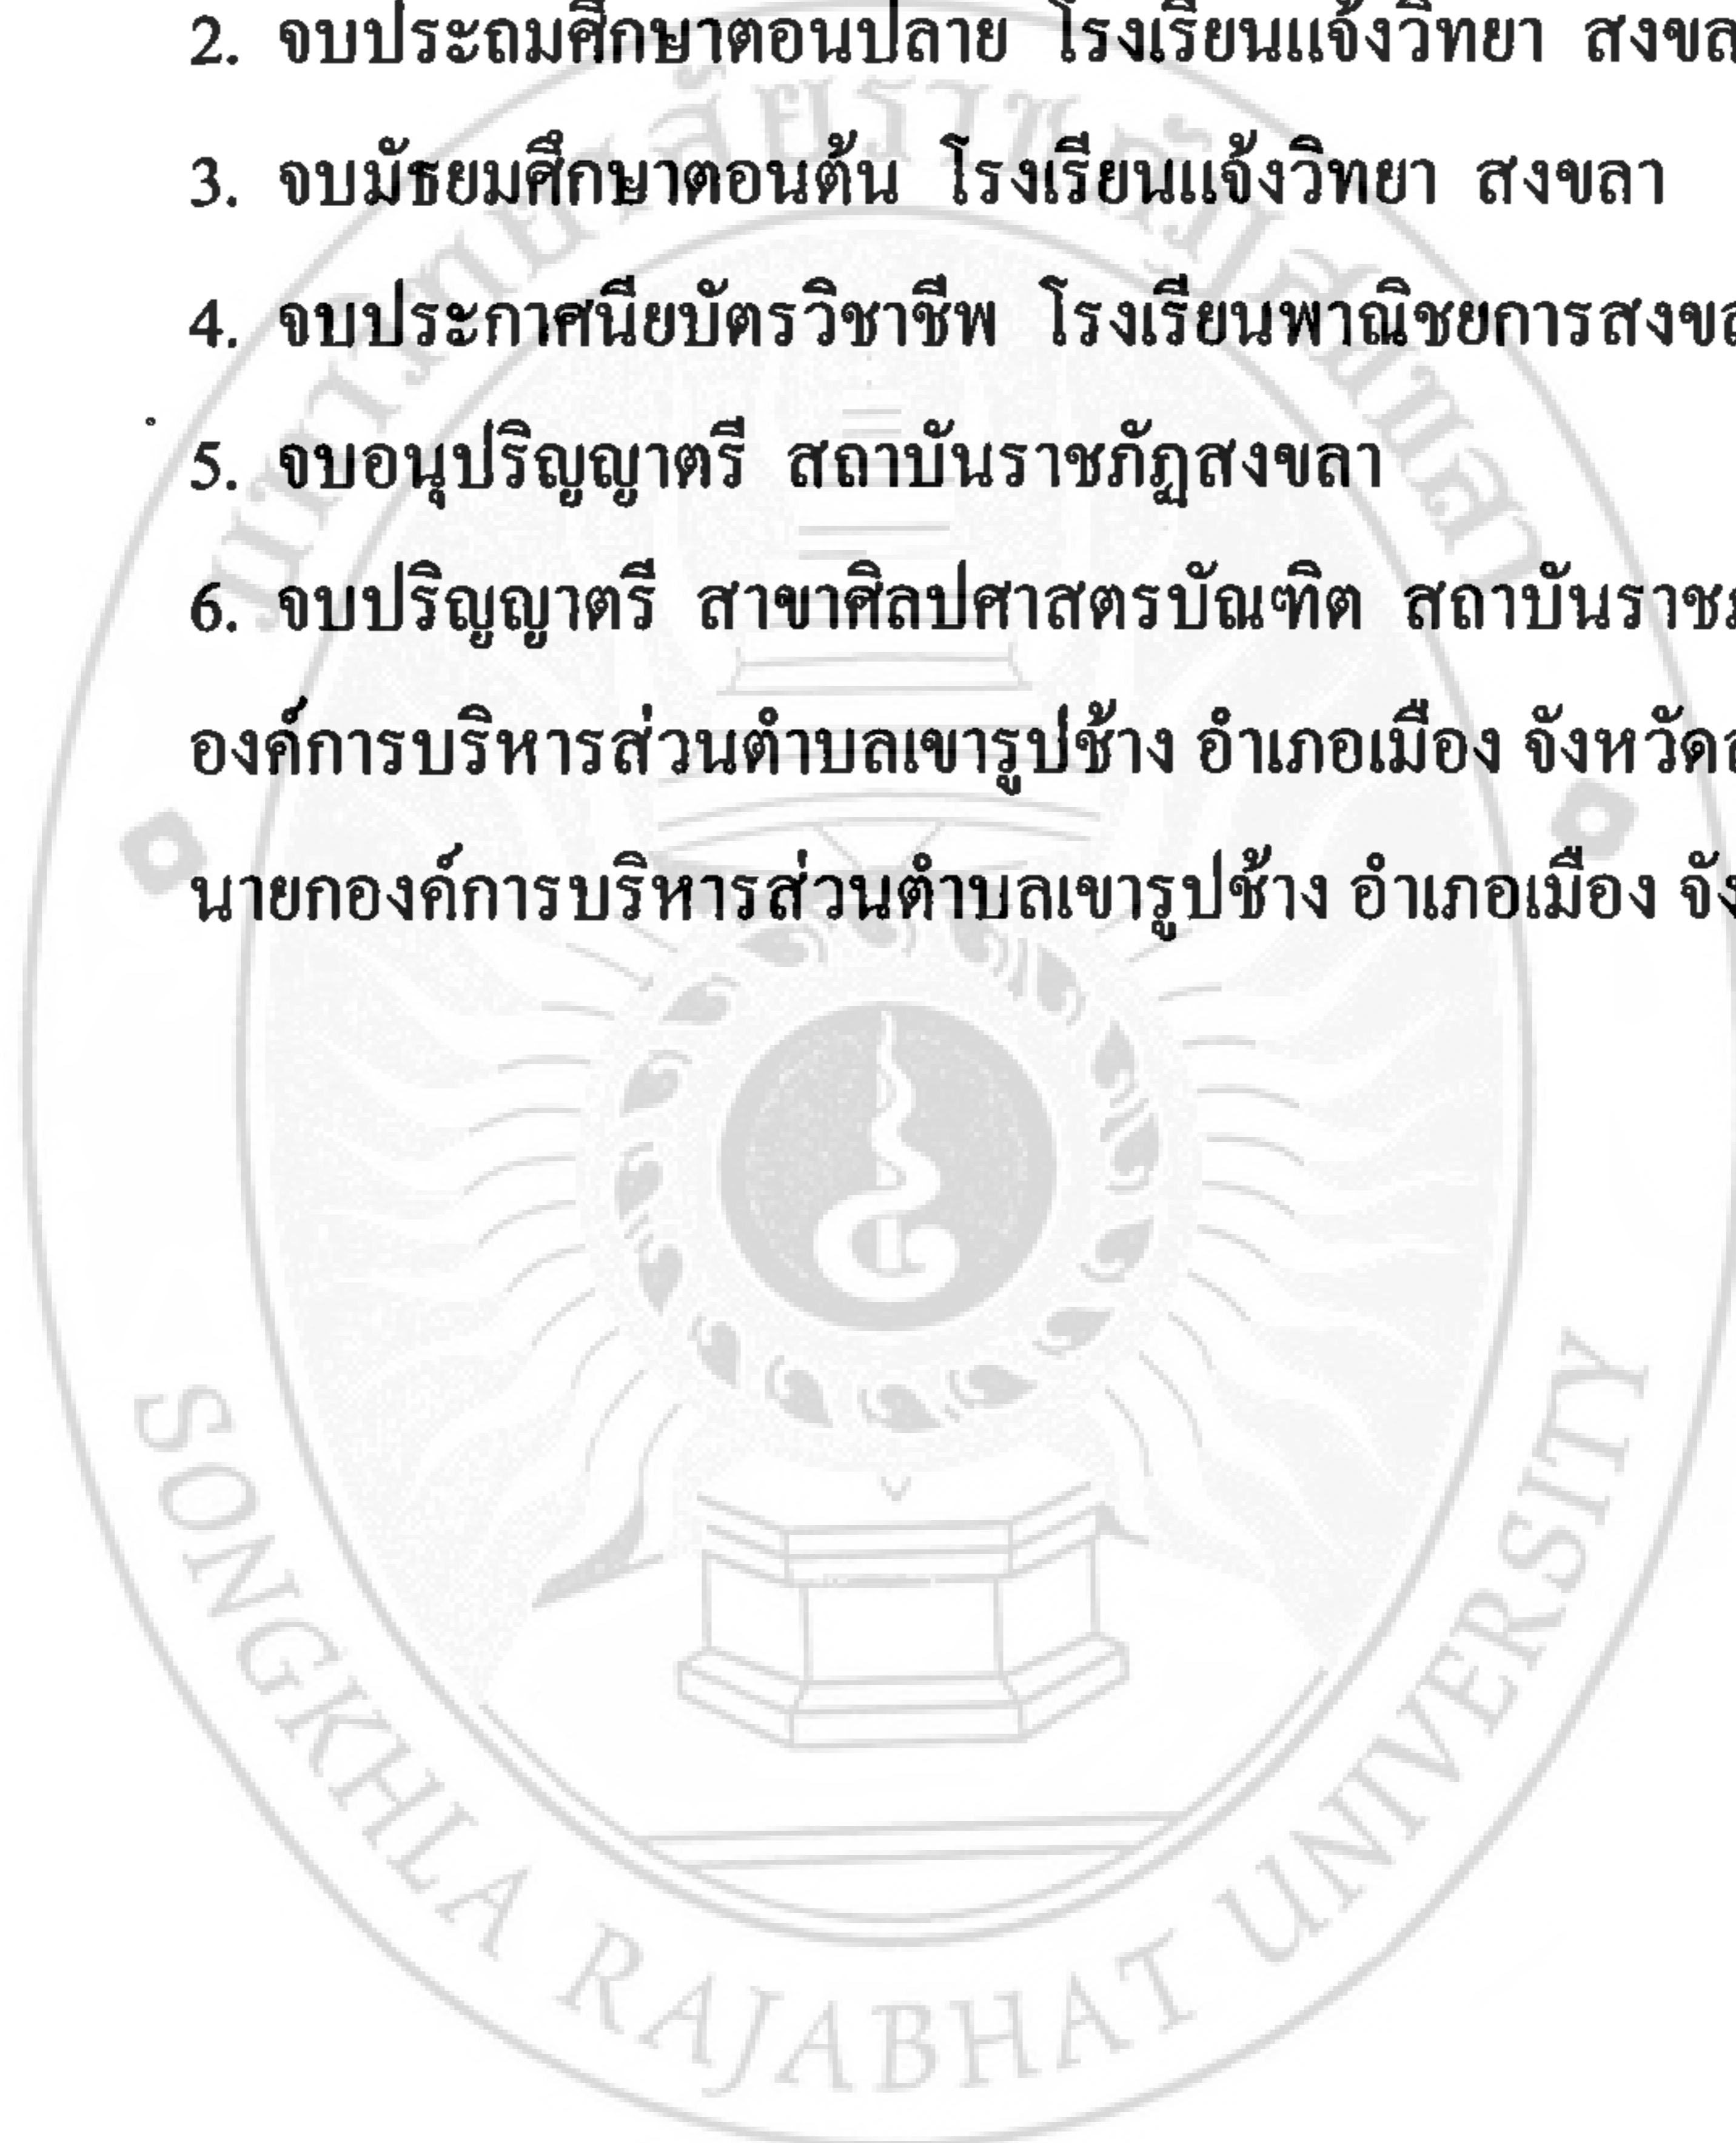 2. จบประถมศึกษาตอนปลาย โรงเรียนแจ้งวิทยา
3. จบมัธยมศึกษาตอนต้น โรงเรียนแจ้งวิทยา สงขลา
4. จบประกาศนียบัตรวิชาชีพ โรงเรียนพาณิชยการ
5. จบอนุปริญญาตรี สถาบันราชภัฏสงขลา
6. จบปริญญาตรี สาขาศิลปศาสตรบัณฑิต สถาบัน
องค์การบริหารส่วนตำบลเขารูปช้าง อำเภอเมือง จังหวัด
นายกองค์การบริหารส่วนตำบลเขารูปช้าง อำเภอเมือง
มหาวิทยาลัยราชภัฏสงขลา
SONGKHLA RAJABHAT UNIVERSITY